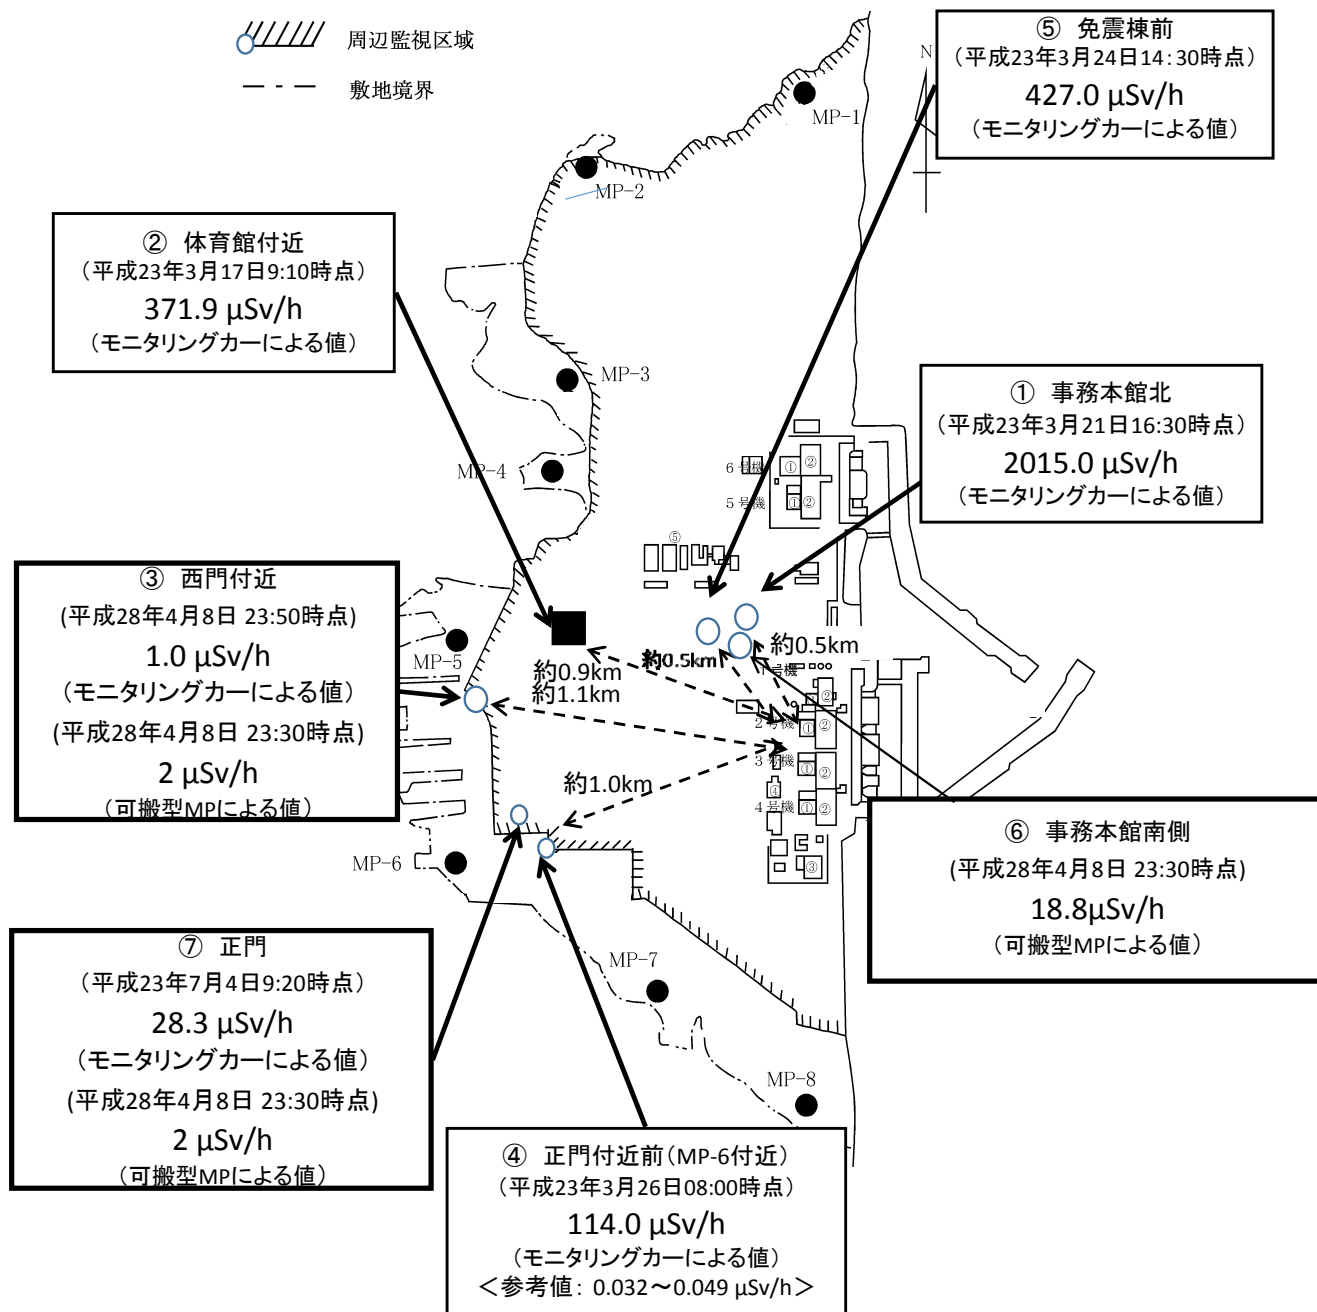 周辺監視区域
敷地境界
⑤ 免震棟前
（平成23年3月24日14：30時点）
427.0 μSv/h
（モニタリングカーによる値）
N
MP-1
MP-2
② 体育館付近
（平成23年3月17日9:10時点）
371.9 μSv/h
（モニタリングカーによる値）
MP-3
MP-4
① 事務本館北
（平成23年3月21日16:30時点）
2015.0 μSv/h
（モニタリングカーによる値）
6号機
① ②
5号機
① ②
⑤
③ 西門付近
(平成28年4月8日 23:50時点)
1.0 μSv/h
（モニタリングカーによる値）
(平成28年4月8日 23:30時点)
2 μSv/h
（可搬型MPによる値）
MP-5
約0.9km
約1.1km
約0.5km
約0.5km
1号機
②
2号機
① ②
3号機
① ②
④
4号機
① ②
③
約1.0km
MP-6
⑥ 事務本館南側
(平成28年4月8日 23:30時点)
18.8μSv/h
（可搬型MPによる値）
⑦ 正門
（平成23年7月4日9:20時点）
28.3 μSv/h
（モニタリングカーによる値）
(平成28年4月8日 23:30時点)
2 μSv/h
（可搬型MPによる値）
MP-7
MP-8
④ 正門付近前（MP-6付近）
（平成23年3月26日08:00時点）
114.0 μSv/h
（モニタリングカーによる値）
＜参考値： 0.032～0.049 μSv/h＞